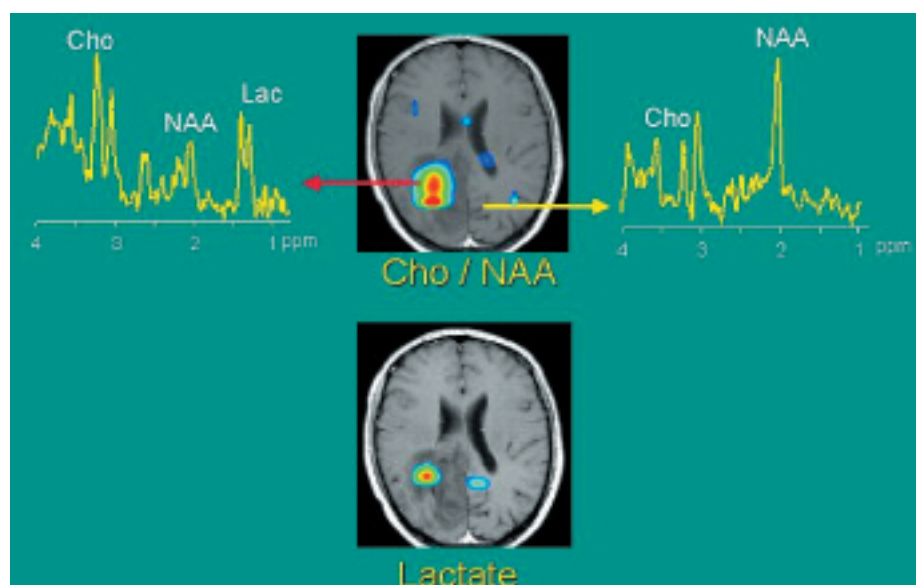 Cho
NAA
Lac
4 3 2 1 ppm
Cho / NAA
NAA
Cho
4 3 2 1 ppm
Lactate